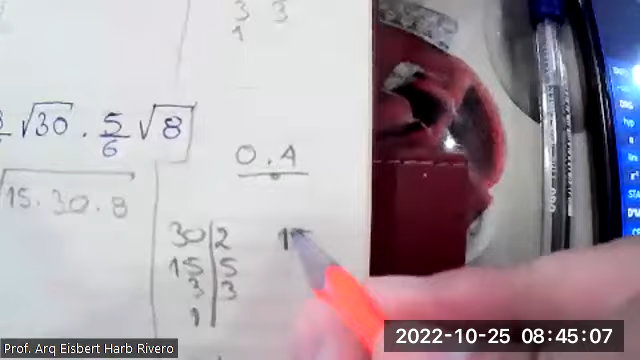 3 3
1
√30 . 5/6 √8
√15.30.8
O.A
30 | 2
15 | 5
3 | 3
1
Prof. Arq Eisbert Harb Rivero
2022-10-25 08:45:07